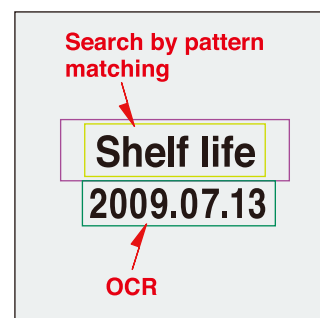 Search by pattern
matching
Shelf life
2009.07.13
OCR